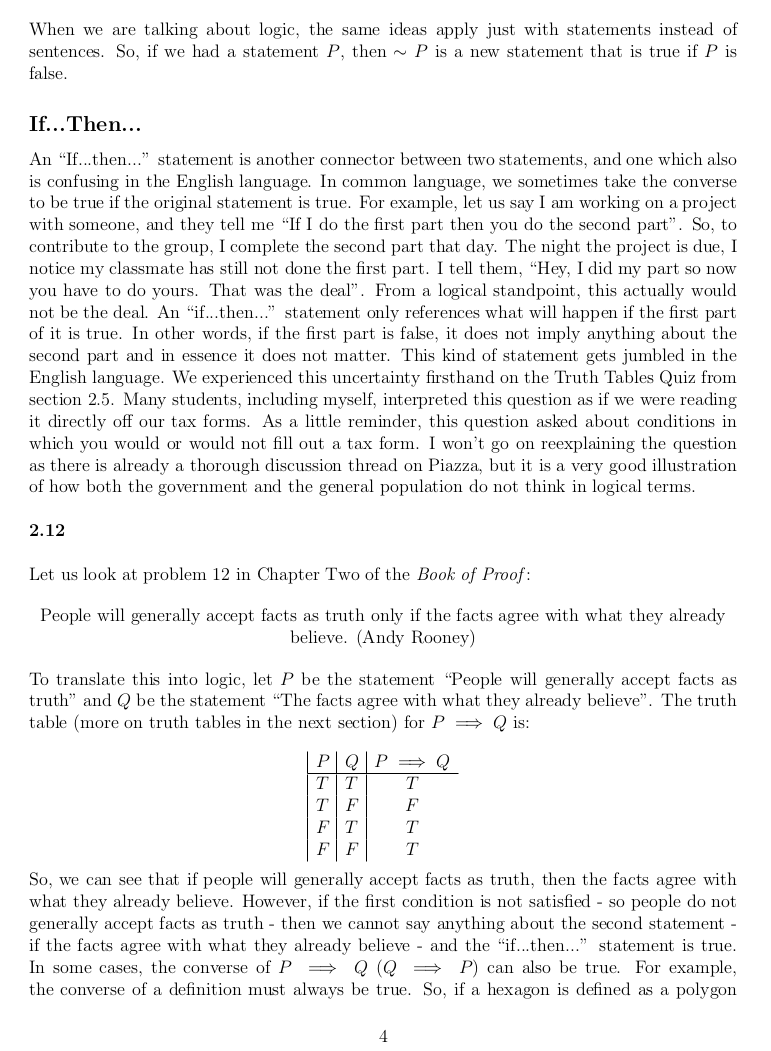 When we are talking about logic, the same ideas apply just with statements instead of
sentences. So, if we had a statement P, then ∼ P is a new statement that is true if P is
false.
If...Then...
An “If...then...” statement is another connector between two statements, and one which also
is confusing in the English language. In common language, we sometimes take the converse
to be true if the original statement is true. For example, let us say I am working on a project
with someone, and they tell me “If I do the first part then you do the second part”. So, to
contribute to the group, I complete the second part that day. The night the project is due, I
notice my classmate has still not done the first part. I tell them, “Hey, I did my part so now
you have to do yours. That was the deal”. From a logical standpoint, this actually would
not be the deal. An “if...then...” statement only references what will happen if the first part
of it is true. In other words, if the first part is false, it does not imply anything about the
second part and in essence it does not matter. This kind of statement gets jumbled in the
English language. We experienced this uncertainty firsthand on the Truth Tables Quiz from
section 2.5. Many students, including myself, interpreted this question as if we were reading
it directly off our tax forms. As a little reminder, this question asked about conditions in
which you would or would not fill out a tax form. I won’t go on reexplaining the question
as there is already a thorough discussion thread on Piazza, but it is a very good illustration
of how both the government and the general population do not think in logical terms.
2.12
Let us look at problem 12 in Chapter Two of the Book of Proof:
People will generally accept facts as truth only if the facts agree with what they already
believe. (Andy Rooney)
To translate this into logic, let P be the statement “People will generally accept facts as
truth” and Q be the statement “The facts agree with what they already believe”. The truth
table (more on truth tables in the next section) for P ⟹ Q is:
P Q P ⟹ Q
T T T
T F F
F T T
F F T
So, we can see that if people will generally accept facts as truth, then the facts agree with
what they already believe. However, if the first condition is not satisfied - so people do not
generally accept facts as truth - then we cannot say anything about the second statement -
if the facts agree with what they already believe - and the “if...then...” statement is true.
In some cases, the converse of P ⟹ Q (Q ⟹ P) can also be true. For example,
the converse of a definition must always be true. So, if a hexagon is defined as a polygon
4